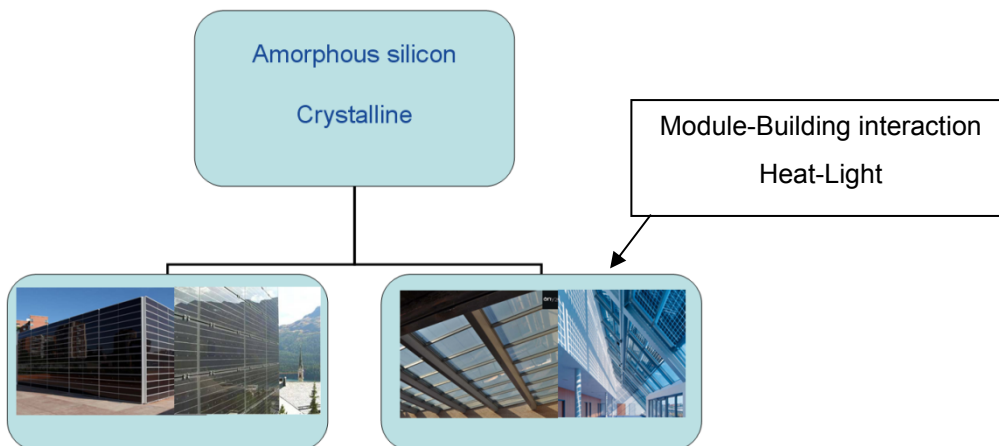 Amorphous silicon
Crystalline
Module-Building interaction
Heat-Light